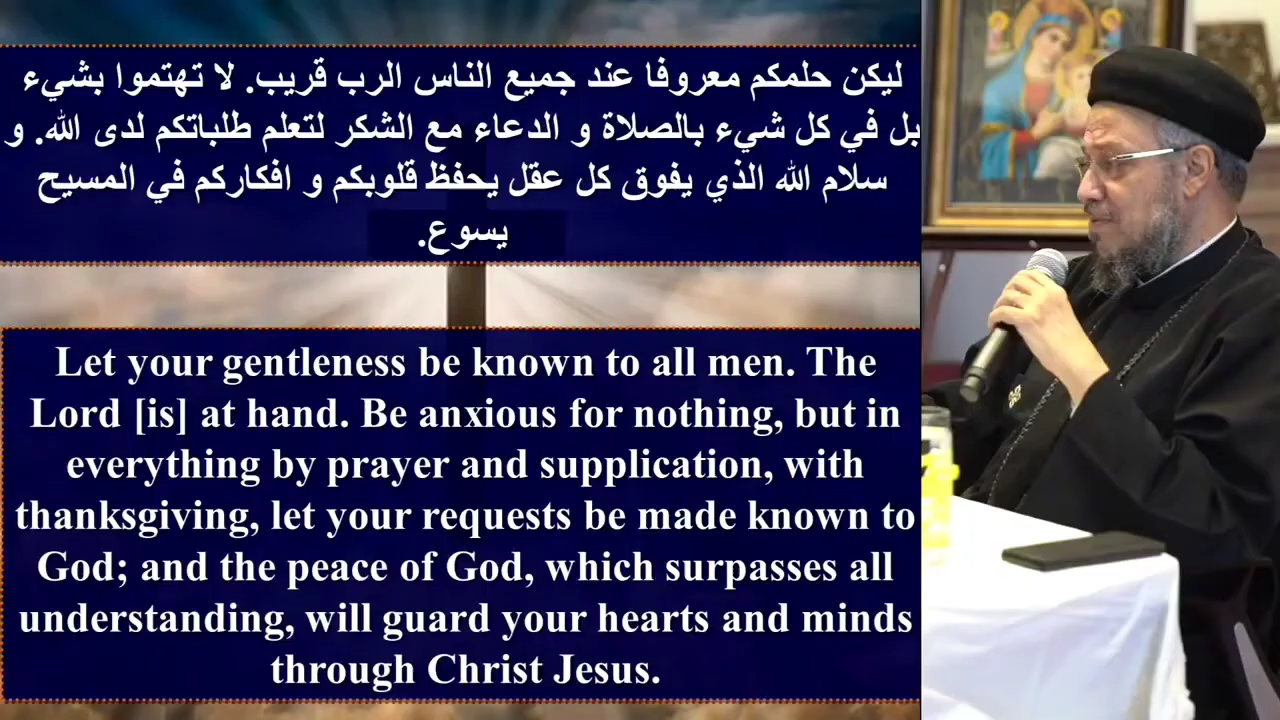 ليكن حلمكم معروفا عند جميع الناس الرب قريب. لا تهتموا بشيء
بل في كل شيء بالصلاة و الدعاء مع الشكر لتعلم طلباتكم لدى الله. و
سلام الله الذي يفوق كل عقل يحفظ قلوبكم و افكاركم في المسيح
يسوع.
Let your gentleness be known to all men. The
Lord [is] at hand. Be anxious for nothing, but in
everything by prayer and supplication, with
thanksgiving, let your requests be made known to
God; and the peace of God, which surpasses all
understanding, will guard your hearts and minds
through Christ Jesus.